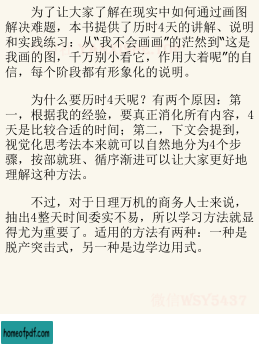 为了让大家了解在现实中如何通过画图
解决难题，本书提供了历时4天的讲解、说明
和实践练习；从“我不会画画”的茫然到“这是
我画的图，千万别小看它，作用大着呢”的自
信，每个阶段都有形象化的说明。
为什么要历时4天呢？有两个原因：第
一，根据我的经验，要真正消化所有内容，4
天是比较合适的时间；第二，下文会提到，
视觉化思考法本来就可以自然地分为4个步
骤，按部就班、循序渐进可以让大家更好地
理解这种方法。
不过，对于日理万机的商务人士来说，
抽出4整天时间委实不易，所以学习方法就显
得尤为重要了。适用的方法有两种：一种是
脱产突击式，另一种是边学边用式。
微信WSY5437
homeofpdf.com